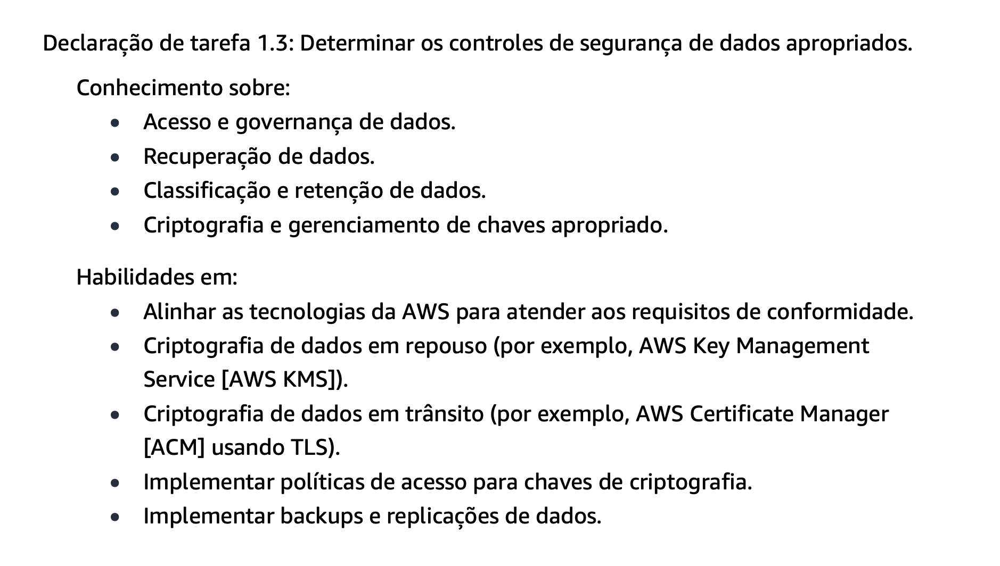 Declaração de tarefa 1.3: Determinar os controles de segurança de dados apropriados.
Conhecimento sobre:
• Acesso e governança de dados.
• Recuperação de dados.
• Classificação e retenção de dados.
• Criptografia e gerenciamento de chaves apropriado.
Habilidades em:
• Alinhar as tecnologias da AWS para atender aos requisitos de conformidade.
• Criptografia de dados em repouso (por exemplo, AWS Key Management
Service [AWS KMS]).
• Criptografia de dados em trânsito (por exemplo, AWS Certificate Manager
[ACM] usando TLS).
• Implementar políticas de acesso para chaves de criptografia.
• Implementar backups e replicações de dados.